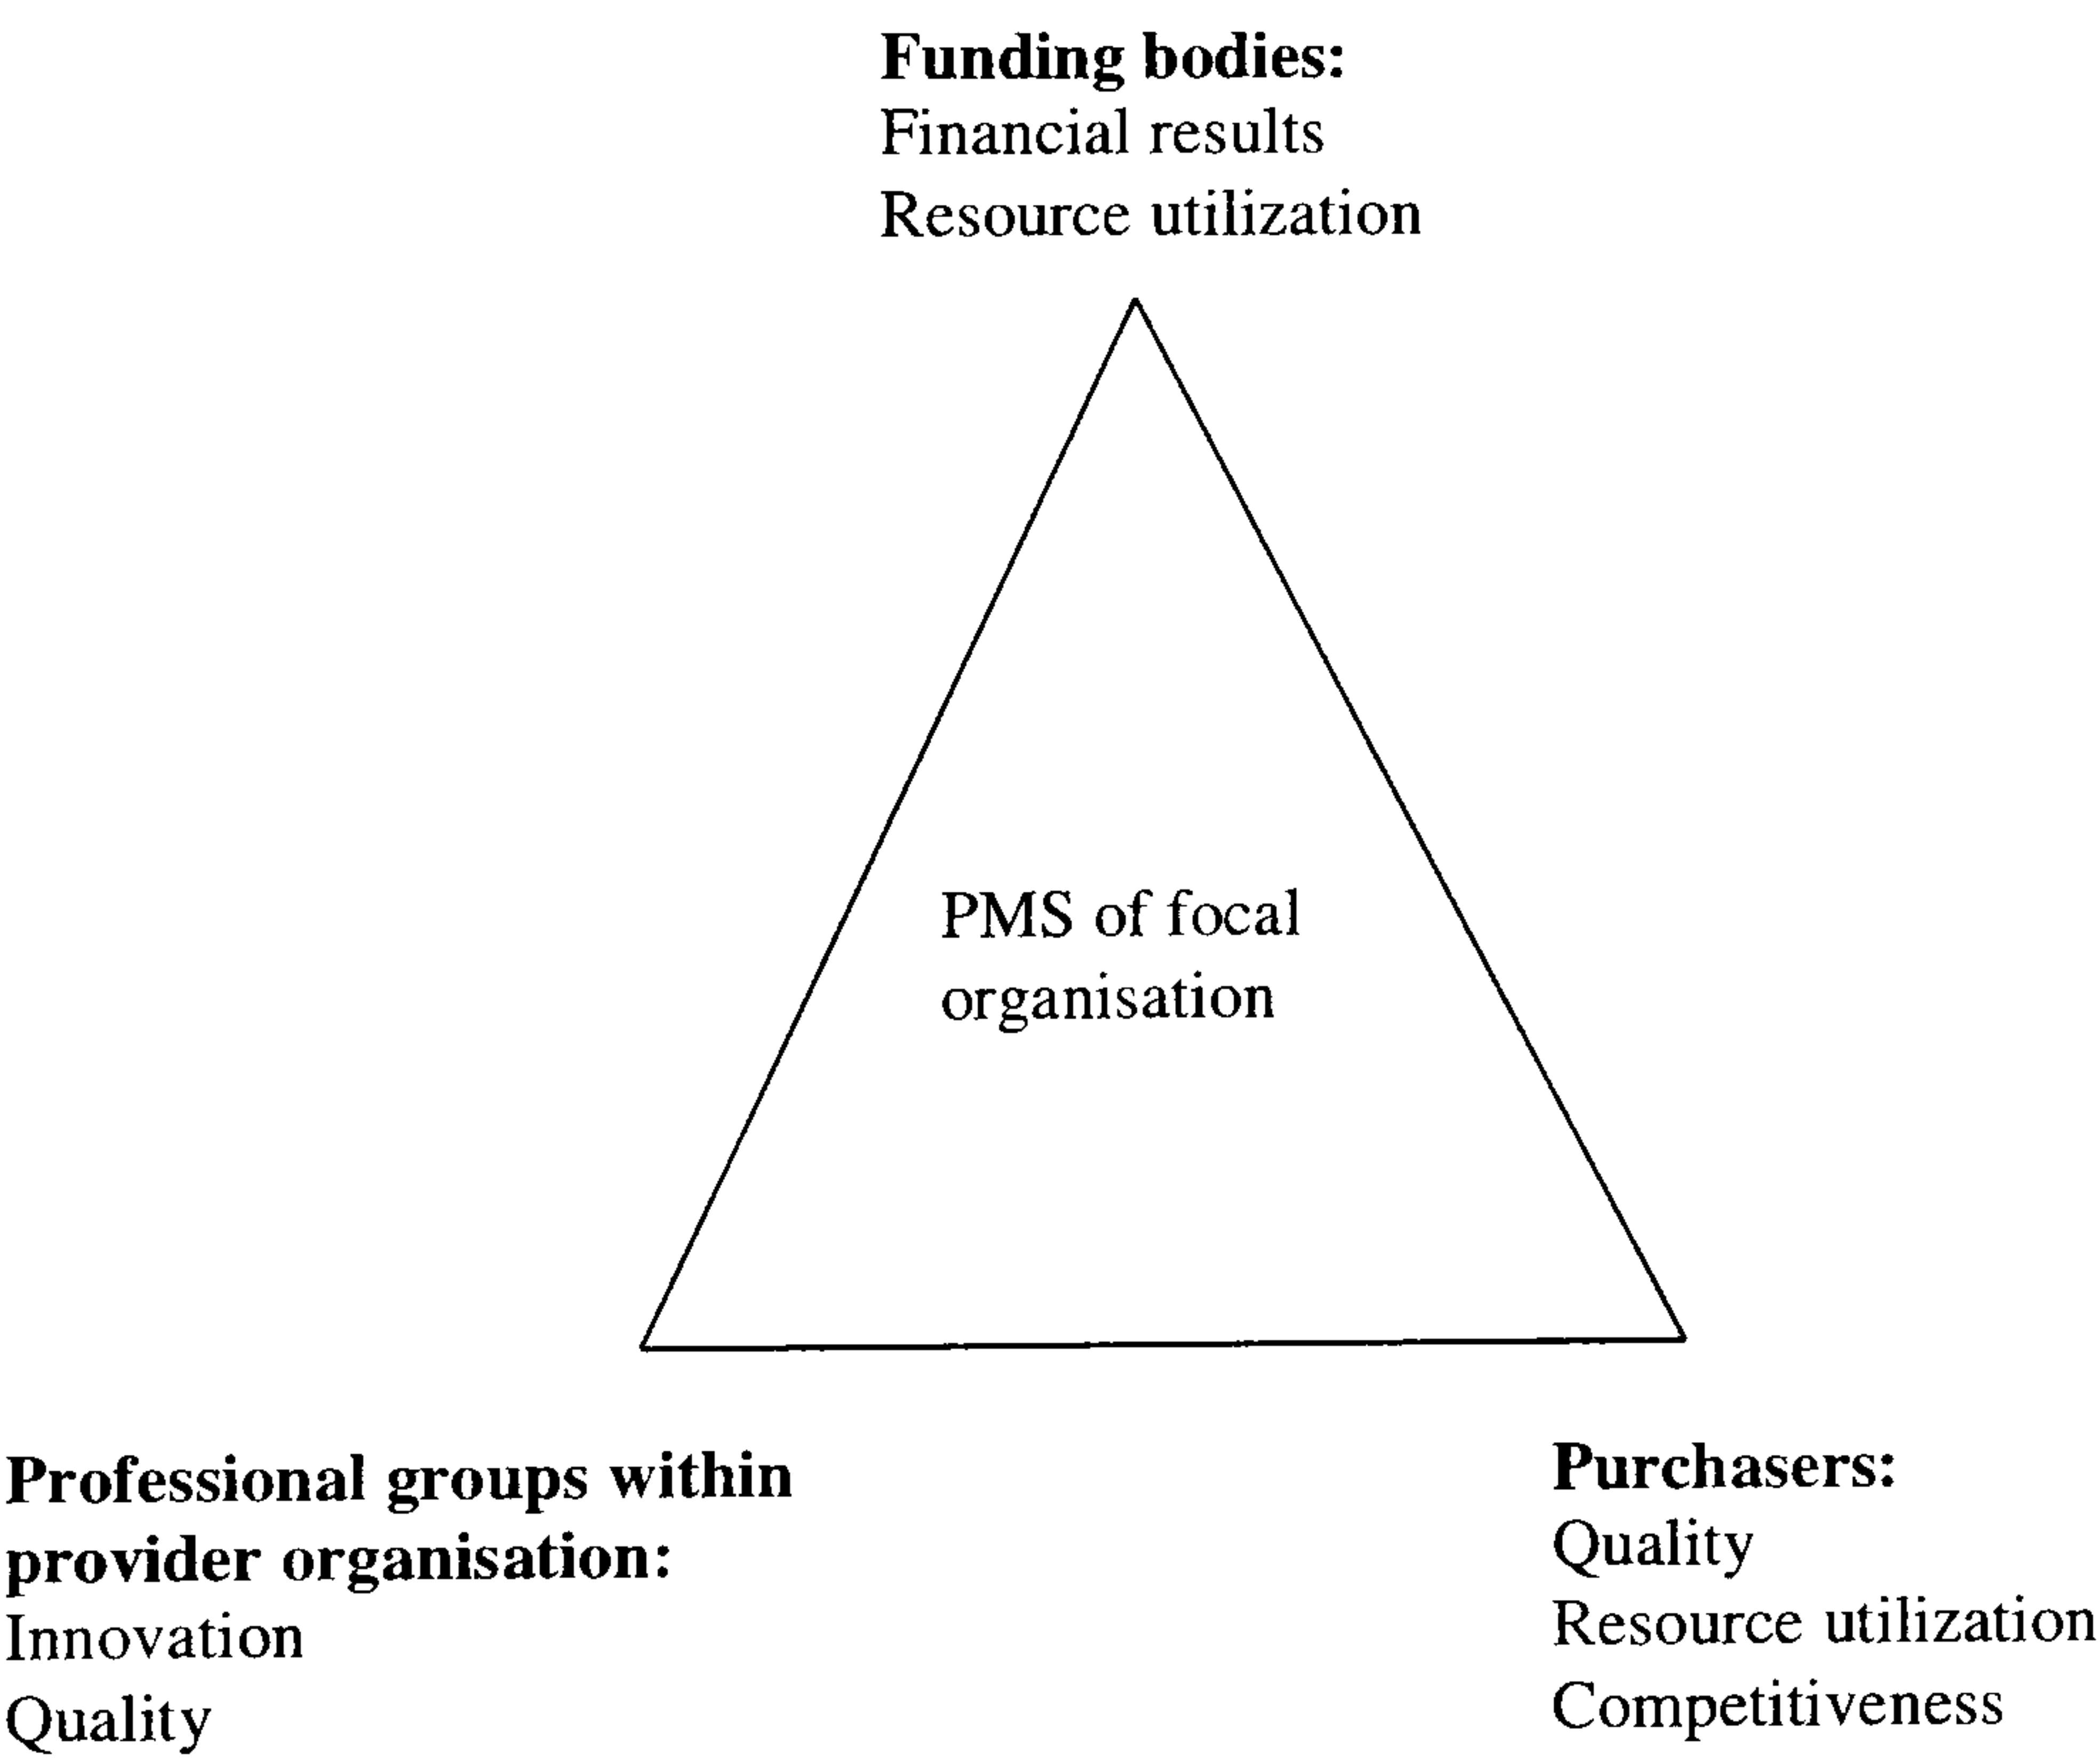 Funding bodies:
Financial results
Resource utilization
PMS of focal
organisation
Professional groups within
provider organisation:
Innovation
Quality
Purchasers:
Quality
Resource utilization
Competitiveness